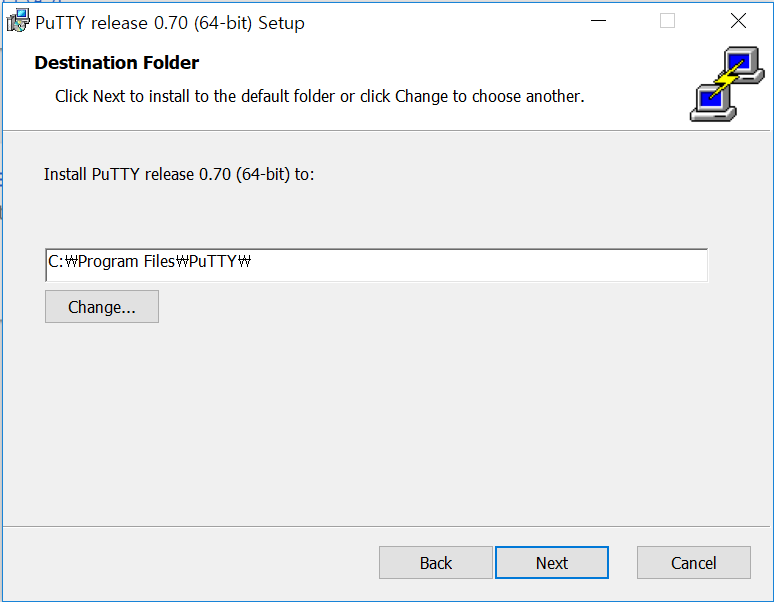 PuTTY release 0.70 (64-bit) Setup
Destination Folder
Click Next to install to the default folder or click Change to choose another.
Install PuTTY release 0.70 (64-bit) to:
C:₩Program Files₩PuTTY₩
Change...
Back Next Cancel